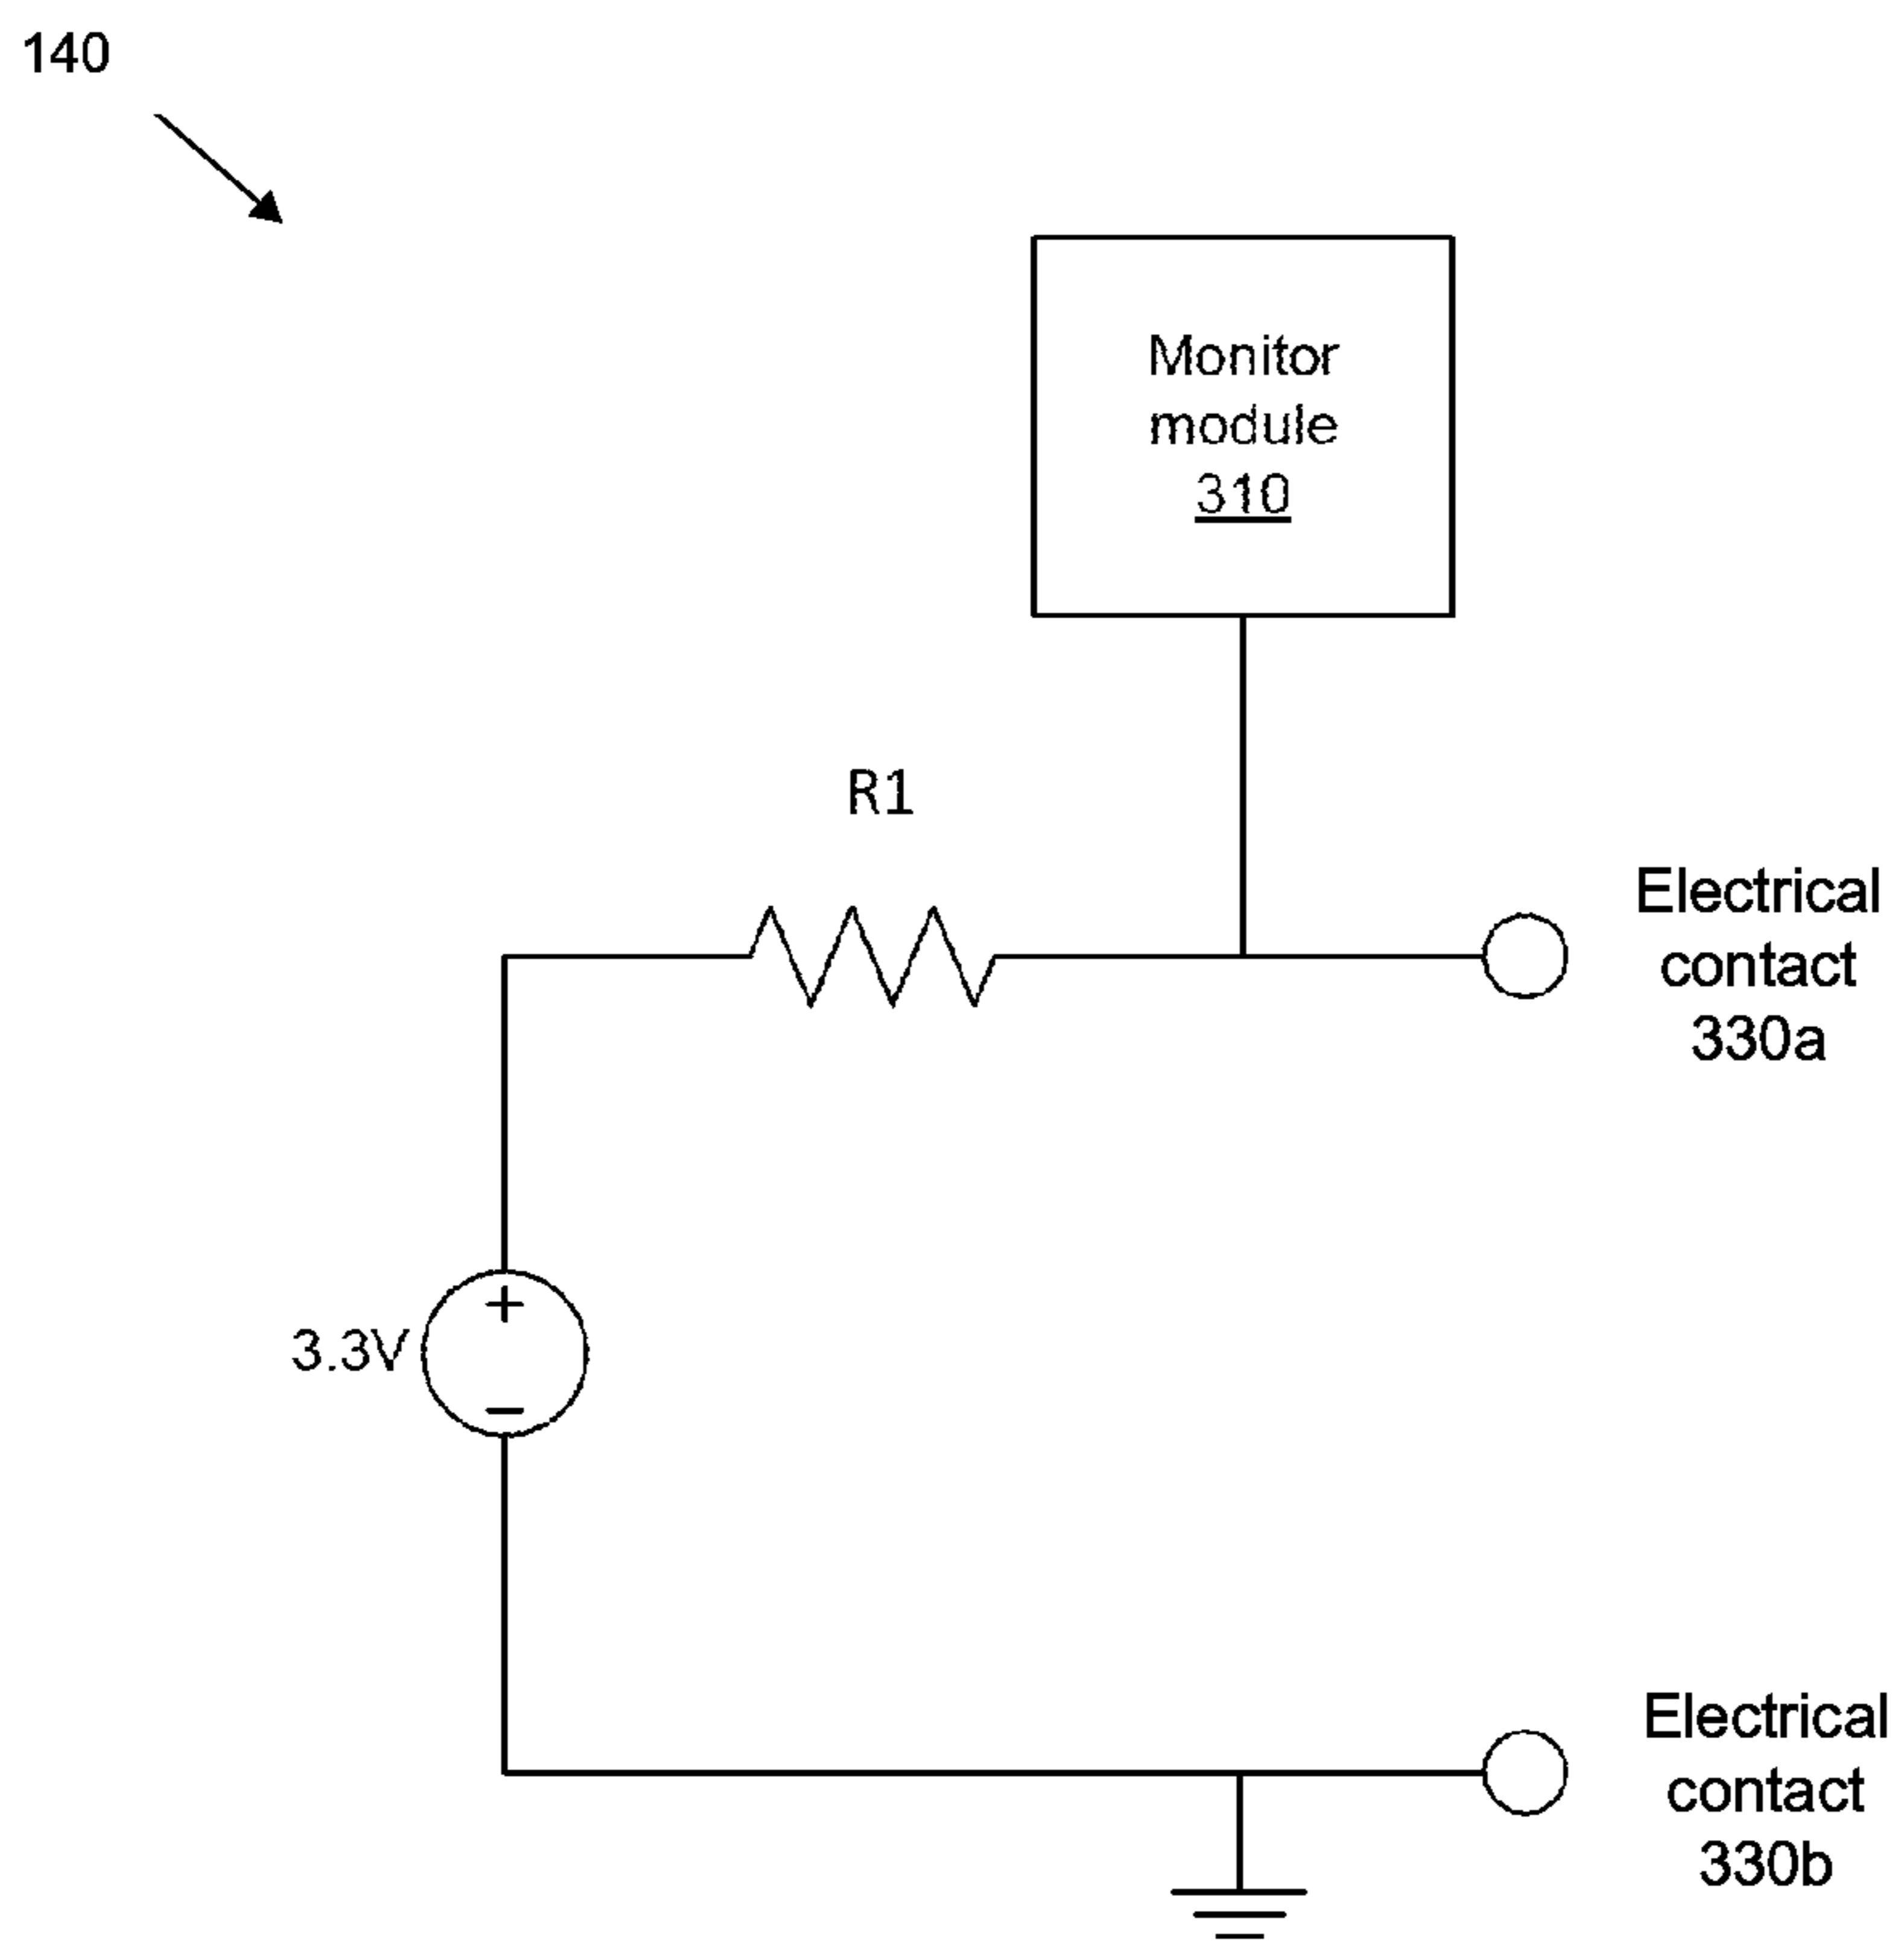 140
Monitor
module
310
R1
Electrical
contact
330a
3.3V
+
−
Electrical
contact
330b